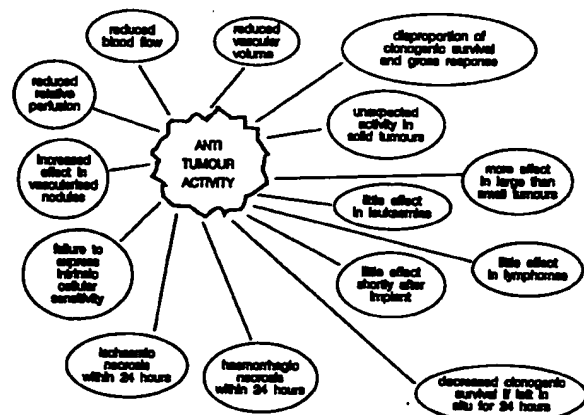 reduced
blood flow
reduced
vascular
volume
disproportion of
clonogenic survival
and gross response
reduced
relative
perfusion
unexpected
activity in
solid tumours
ANTI
TUMOUR
ACTIVITY
increased
effect in
vascularised
nodules
more effect
in large than
small tumours
little effect
in leukaemias
failure to
express
intrinsic
cellular
sensitivity
little effect
in lymphomas
little effect
shortly after
implant
ischaemic
necrosis
within 24 hours
haemorrhagic
necrosis
within 24 hours
decreased clonogenic
survival if left in
situ for 24 hours